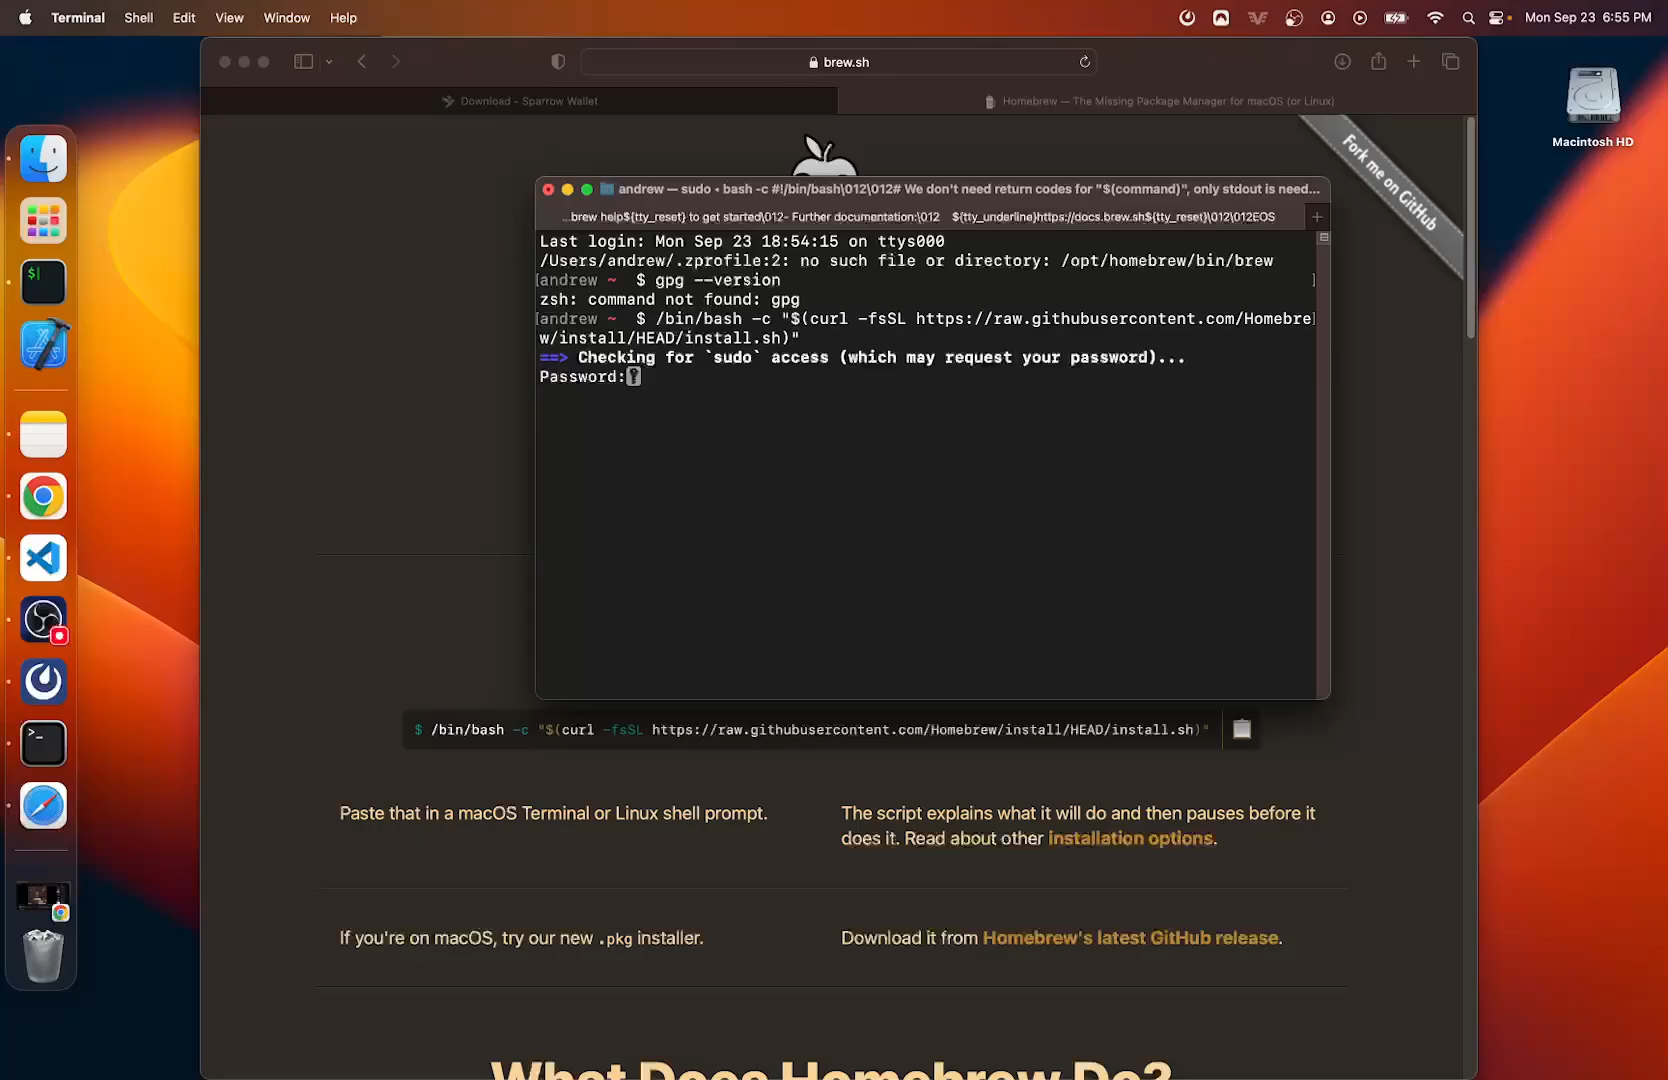 Terminal Shell Edit View Window Help
Mon Sep 23 6:55 PM
brew.sh
Download - Sparrow Wallet
Homebrew — The Missing Package Manager for macOS (or Linux)
Macintosh HD
Fork me on GitHub
andrew — sudo ◂ bash -c #!/bin/bash\012\012# We don't need return codes for "$(command)", only stdout is need...
...brew help${tty_reset} to get started\012- Further documentation:\012 ${tty_underline}https://docs.brew.sh${tty_reset}\012\012EOS
Last login: Mon Sep 23 18:54:15 on ttys000
/Users/andrew/.zprofile:2: no such file or directory: /opt/homebrew/bin/brew
[andrew ~ $ gpg --version ]
zsh: command not found: gpg
[andrew ~ $ /bin/bash -c "$(curl -fsSL https://raw.githubusercontent.com/Homebre]
w/install/HEAD/install.sh)"
==> Checking for `sudo` access (which may request your password)...
Password:
$ /bin/bash -c "$(curl -fsSL https://raw.githubusercontent.com/Homebrew/install/HEAD/install.sh)"
Paste that in a macOS Terminal or Linux shell prompt.
The script explains what it will do and then pauses before it
does it. Read about other installation options.
If you're on macOS, try our new .pkg installer.
Download it from Homebrew's latest GitHub release.
What Does Homebrew Do?